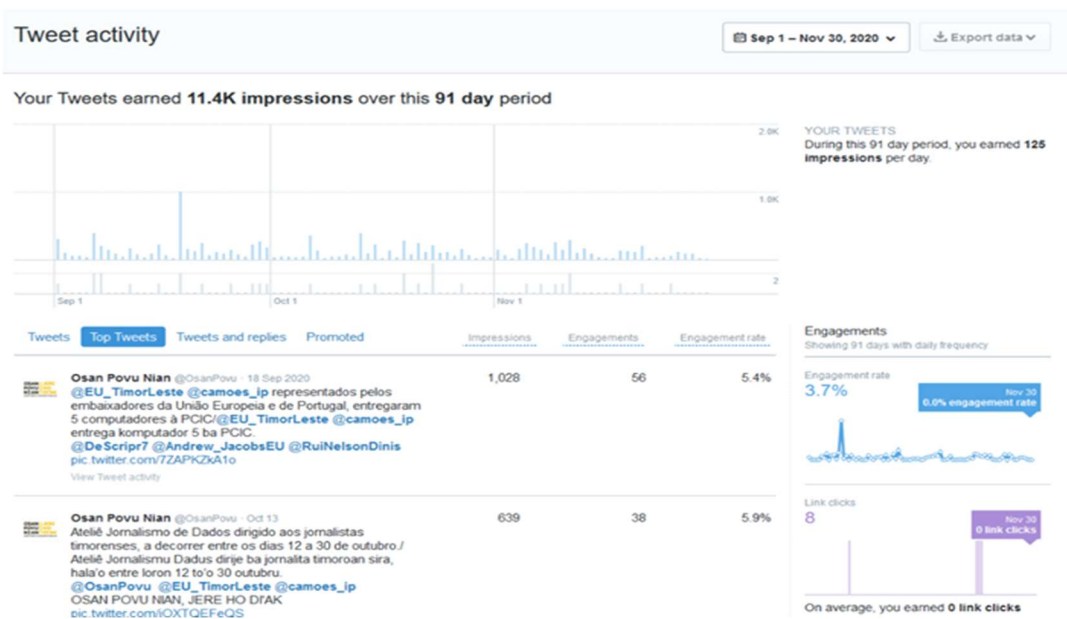 Tweet activity
Sep 1 – Nov 30, 2020
Export data
Your Tweets earned 11.4K impressions over this 91 day period
2.0K
1.0K
2
Sep 1
Oct 1
Nov 1
YOUR TWEETS
During this 91 day period, you earned 125
impressions per day.
Tweets
Top Tweets
Tweets and replies
Promoted
Impressions
Engagements
Engagement rate
Osan Povu Nian @OsanPovu · 18 Sep 2020
@EU_TimorLeste @camoes_ip representados pelos
embaixadores da União Europeia e de Portugal, entregaram
5 computadores à PCIC/@EU_TimorLeste @camoes_ip
entrega komputador 5 ba PCIC.
@DeScripr7 @Andrew_JacobsEU @RuiNelsonDinis
pic.twitter.com/7ZAPKZkA1o
View Tweet activity
1,028
56
5.4%
Osan Povu Nian @OsanPovu · Oct 13
Ateliê Jornalismo de Dados dirigido aos jornalistas
timorenses, a decorrer entre os dias 12 a 30 de outubro./
Ateliê Jornalismu Dadus dirije ba jornalita timoroan sira,
hala'o entre loron 12 to'o 30 outubru.
@OsanPovu @EU_TimorLeste @camoes_ip
OSAN POVU NIAN, JERE HO DI'AK
pic.twitter.com/iOXTQEFeQS
639
38
5.9%
Engagements
Showing 91 days with daily frequency
Engagement rate
3.7%
Nov 30
0.0% engagement rate
Link clicks
8
Nov 30
0 link clicks
On average, you earned 0 link clicks